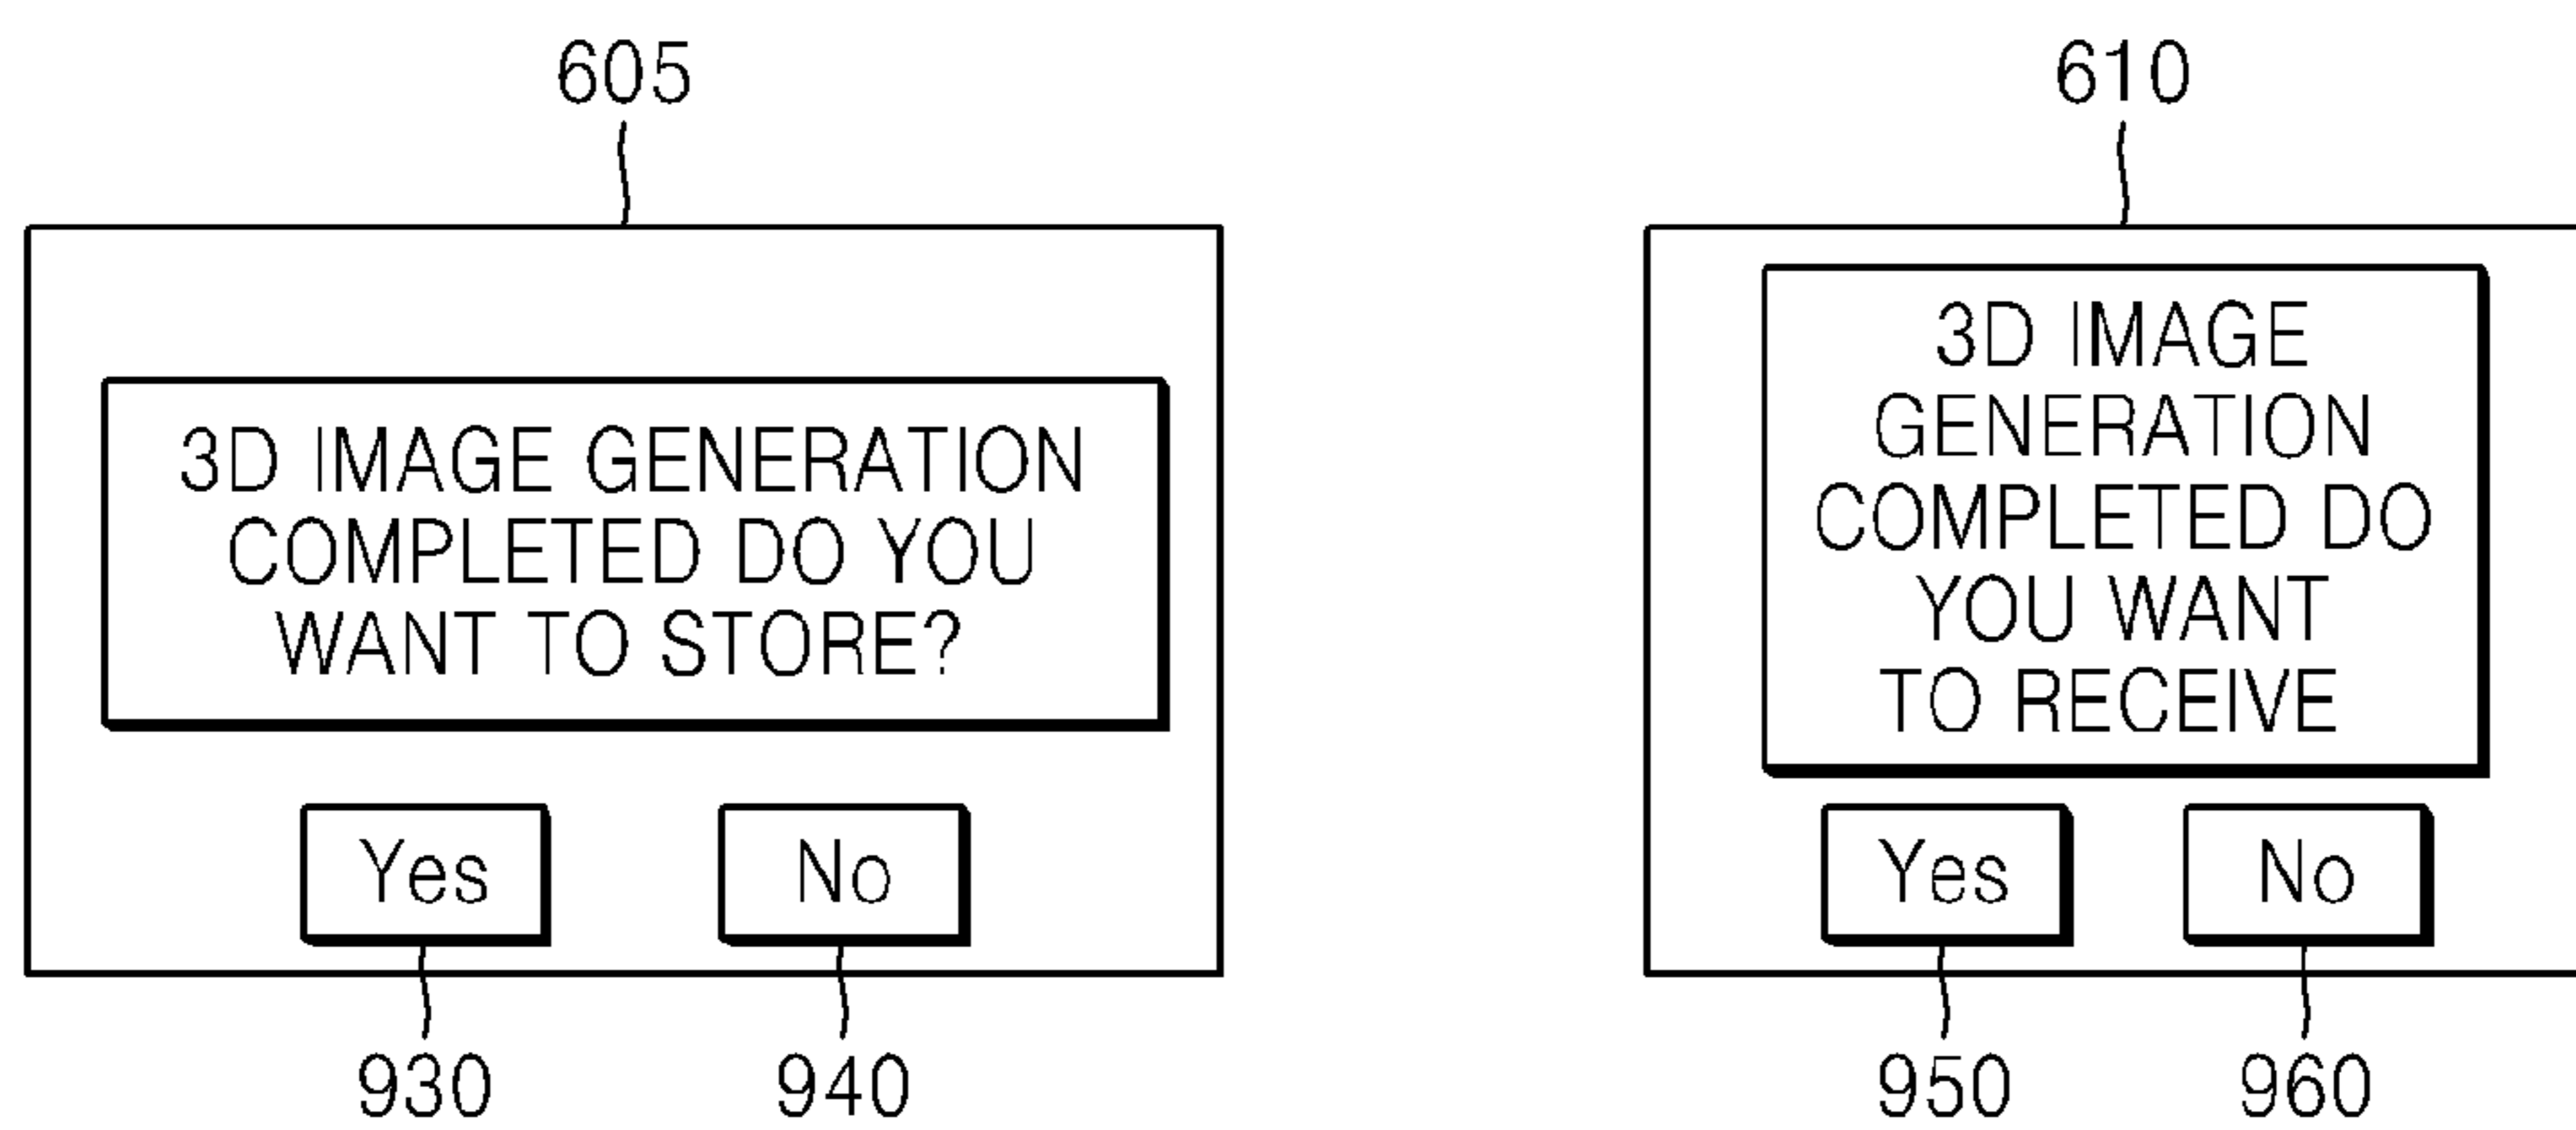 605
3D IMAGE GENERATION
COMPLETED DO YOU
WANT TO STORE?
Yes
No
930
940
610
3D IMAGE
GENERATION
COMPLETED DO
YOU WANT
TO RECEIVE
Yes
No
950
960